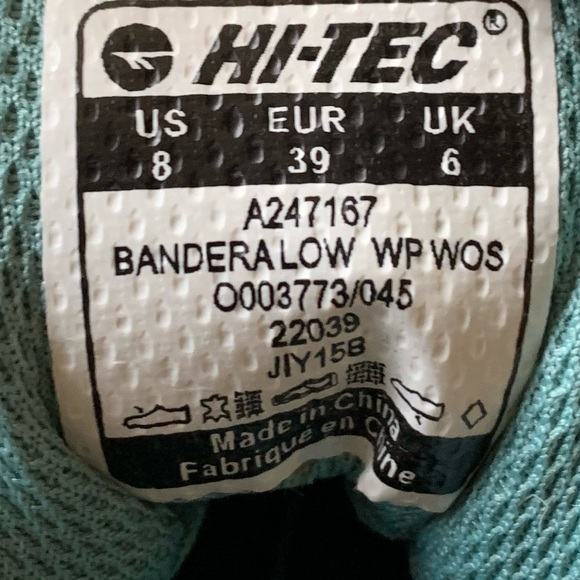 HI-TEC®
US EUR UK
8 39 6
A247167
BANDERA LOW WP WOS
O003773/045
22039
JIY15B
Made in China
Fabriqué en Chine